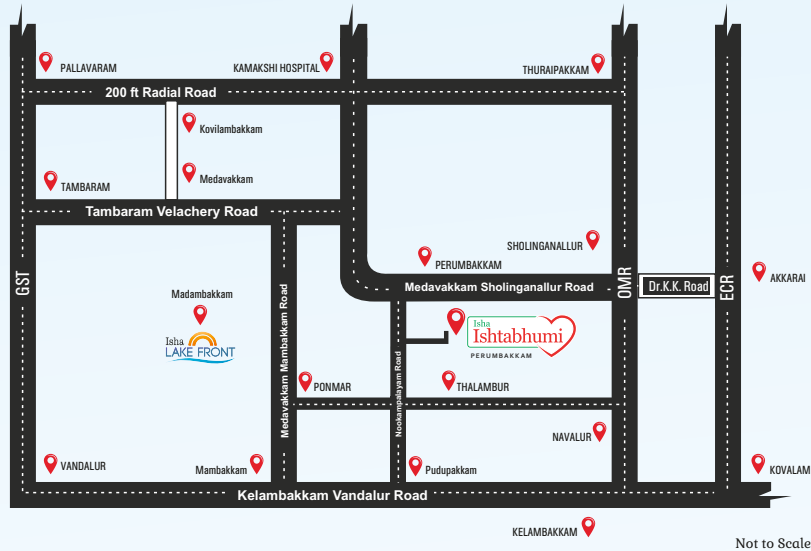 PALLAVARAM
KAMAKSHI HOSPITAL
THURAIPAKKAM
200 ft Radial Road
Kovilambakkam
Medavakkam
TAMBARAM
Tambaram Velachery Road
SHOLINGANALLUR
PERUMBAKKAM
GST
OMR
ECR
AKKARAI
Medavakkam Sholinganallur Road
Dr.K.K. Road
Madambakkam
Isha
LAKE FRONT
Medavakkam Mambakkam Road
Nookampalayam Road
Isha
Ishtabhumi
PERUMBAKKAM
PONMAR
THALAMBUR
NAVALUR
VANDALUR
Mambakkam
Pudupakkam
KOVALAM
Kelambakkam Vandalur Road
KELAMBAKKAM
Not to Scale